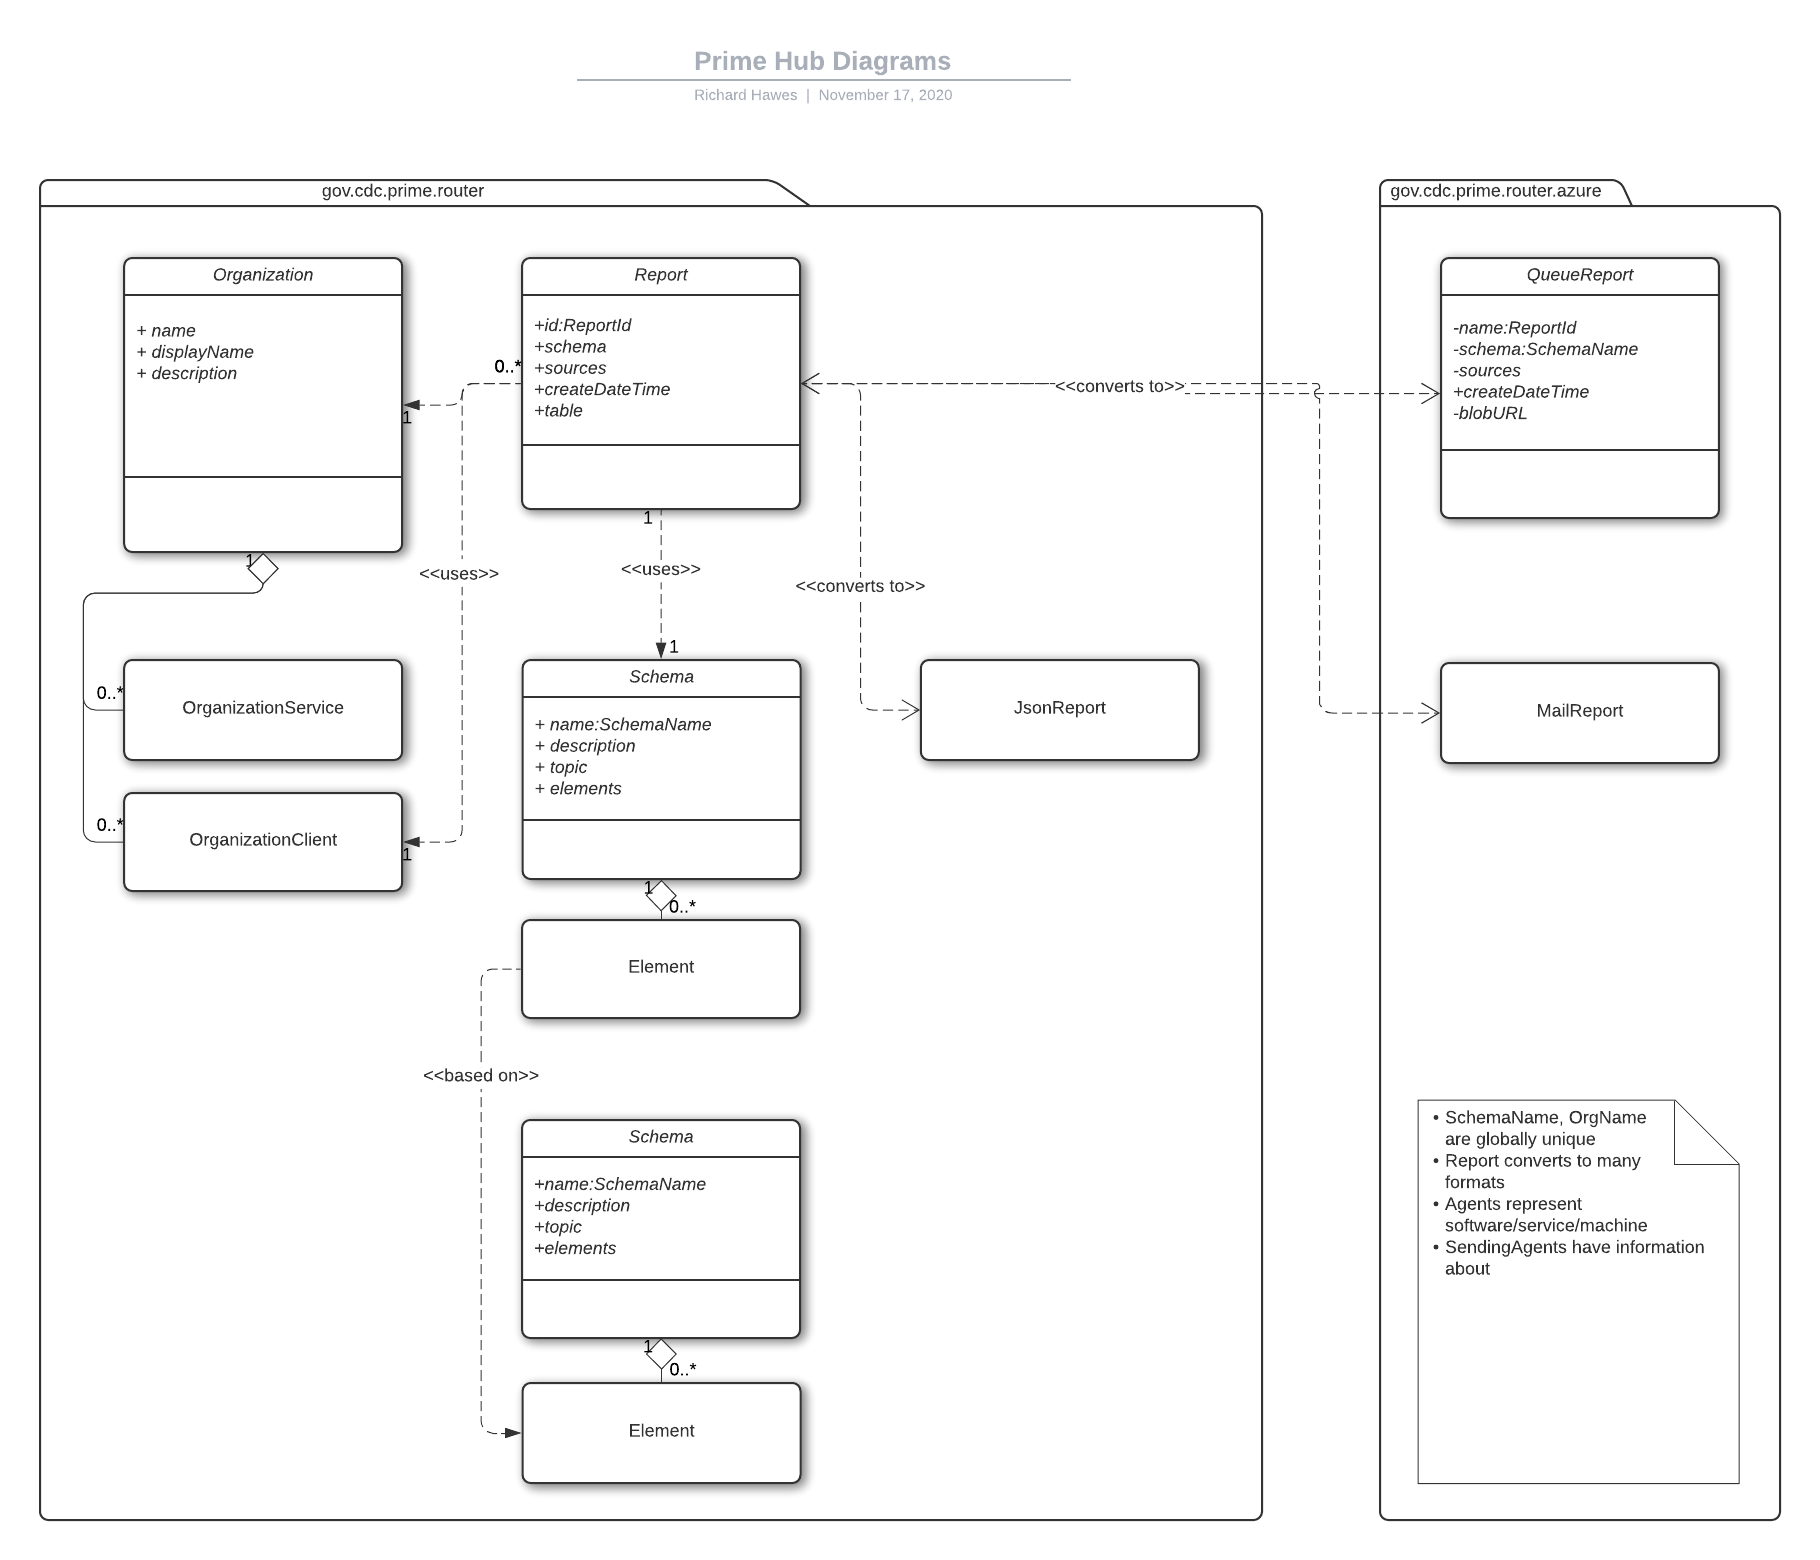 Prime Hub Diagrams
Richard Hawes | November 17, 2020
gov.cdc.prime.router
Organization
+ name
+ displayName
+ description
1
1
0..*
OrganizationService
0..*
OrganizationClient
1
<<uses>>
Report
+id:ReportId
+schema
+sources
+createDateTime
+table
0..*
1
<<uses>>
1
<<converts to>>
<<converts to>>
Schema
+ name:SchemaName
+ description
+ topic
+ elements
1
0..*
JsonReport
Element
<<based on>>
Schema
+name:SchemaName
+description
+topic
+elements
1
0..*
Element
gov.cdc.prime.router.azure
QueueReport
-name:ReportId
-schema:SchemaName
-sources
+createDateTime
-blobURL
MailReport
• SchemaName, OrgName
are globally unique
• Report converts to many
formats
• Agents represent
software/service/machine
• SendingAgents have information
about